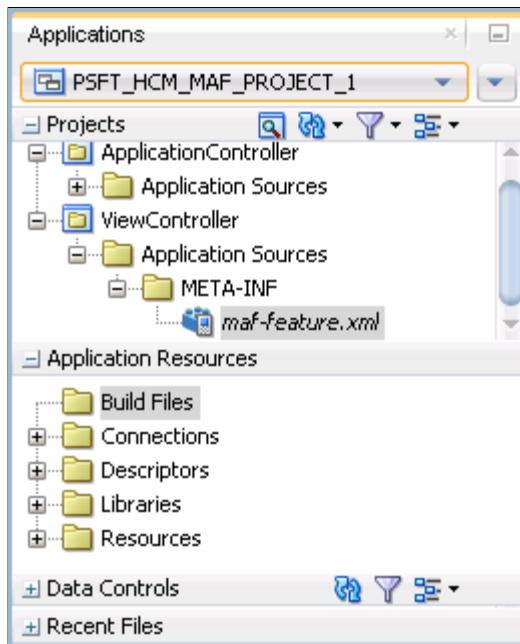 Applications
PSFT_HCM_MAF_PROJECT_1
Projects
ApplicationController
Application Sources
ViewController
Application Sources
META-INF
maf-feature.xml
Application Resources
Build Files
Connections
Descriptors
Libraries
Resources
Data Controls
Recent Files